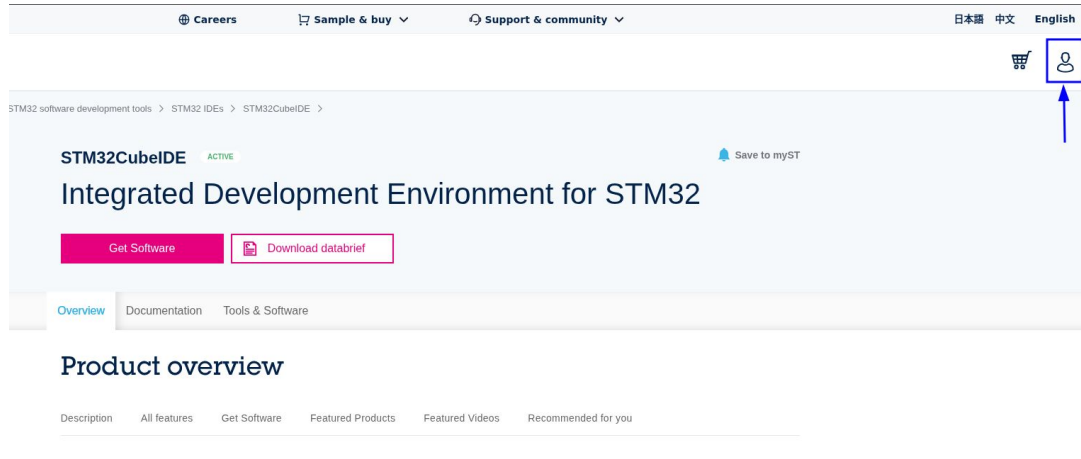 Careers Sample & buy Support & community 日本語 中文 English
STM32 software development tools > STM32 IDEs > STM32CubeIDE >
STM32CubeIDE ACTIVE Save to myST
Integrated Development Environment for STM32
Get Software Download databrief
Overview Documentation Tools & Software
Product overview
Description All features Get Software Featured Products Featured Videos Recommended for you